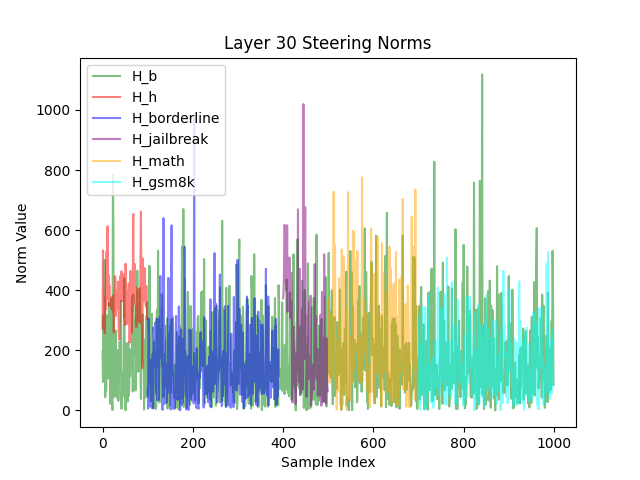 Layer 30 Steering Norms
H_b
H_h
H_borderline
H_jailbreak
H_math
H_gsm8k
Norm Value
1000
800
600
400
200
0
0 200 400 600 800 1000
Sample Index